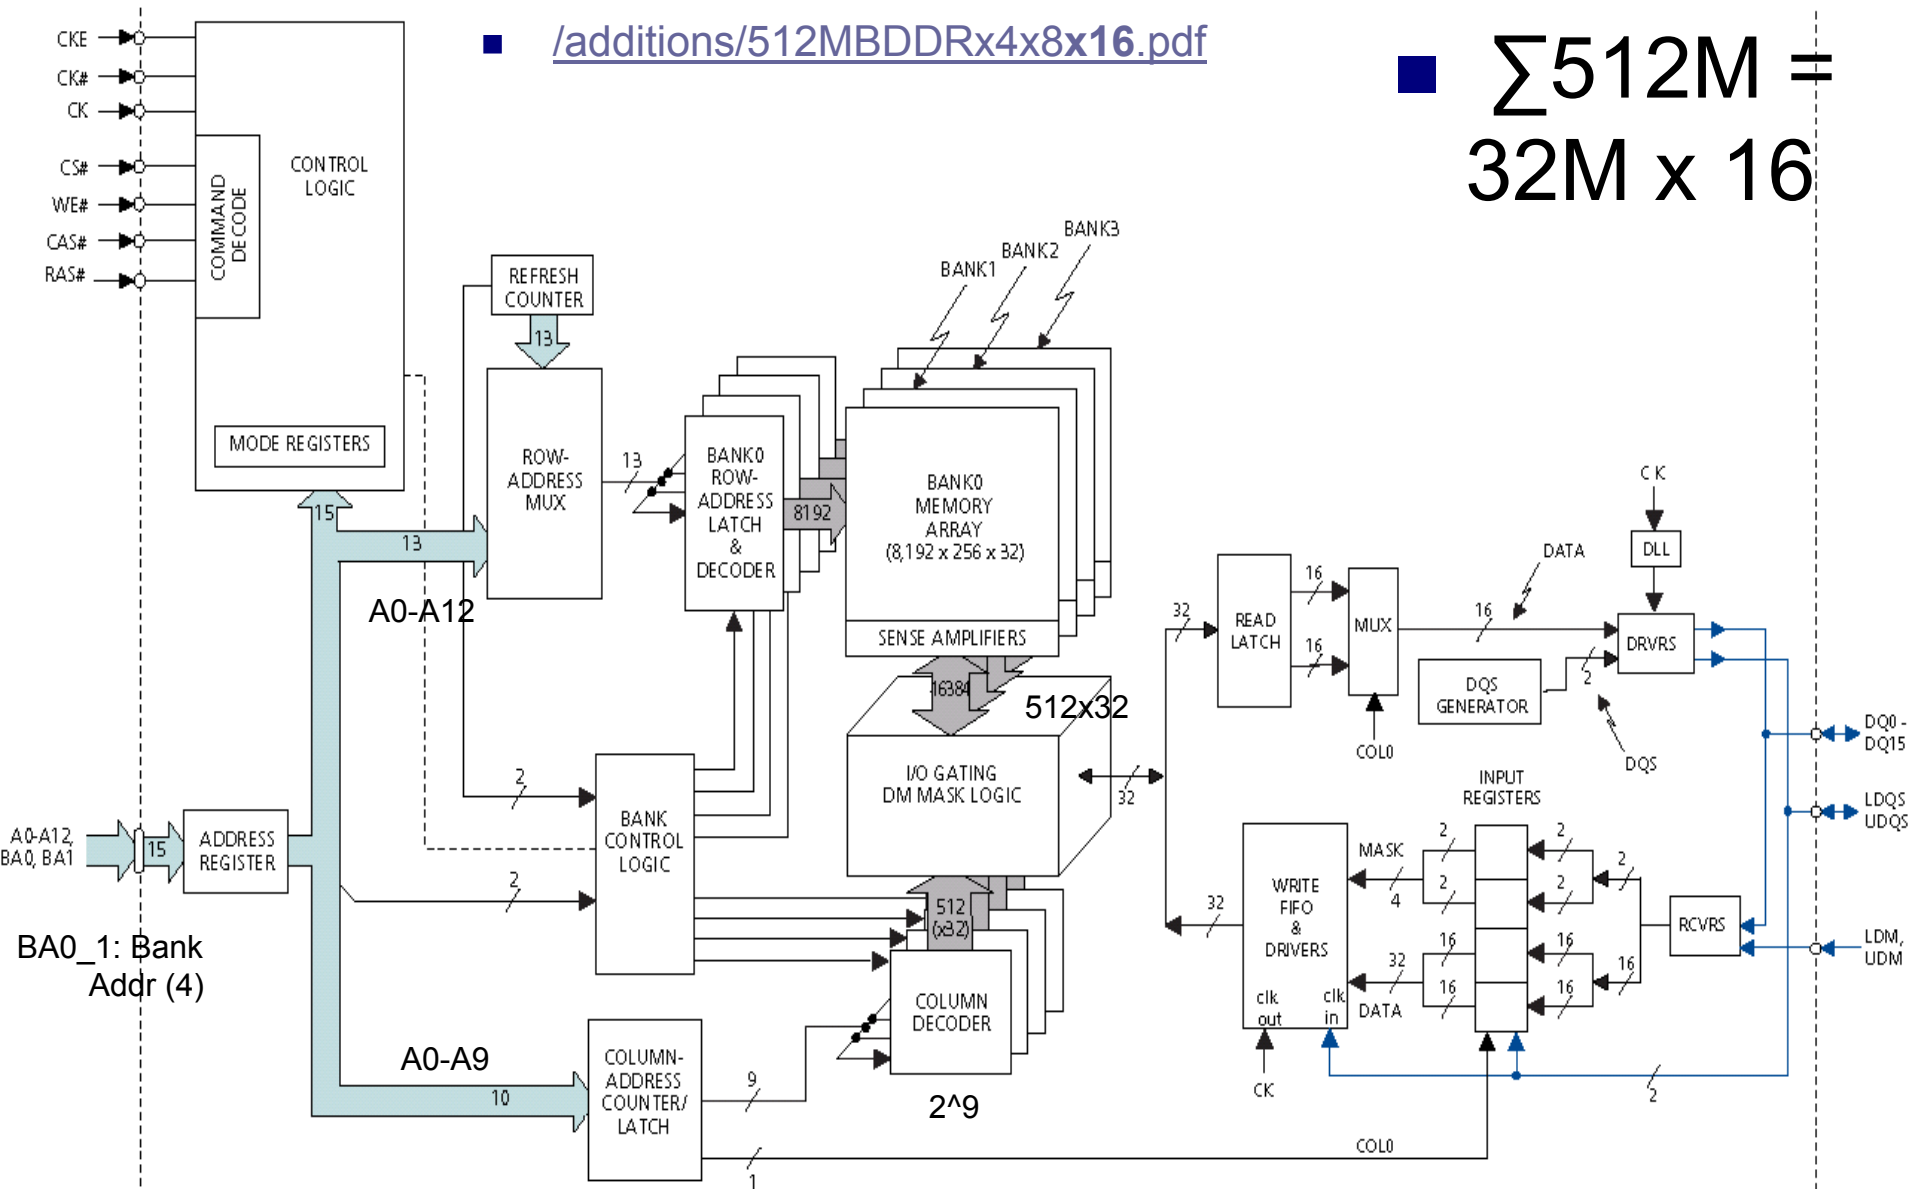 /additions/512MBDDRx4x8x16.pdf
∑512M =
32M x 16
CKE
CK#
CK
CS#
WE#
CAS#
RAS#
COMMAND
DECODE
CONTROL
LOGIC
MODE REGISTERS
REFRESH
COUNTER
13
ROW-
ADDRESS
MUX
13
BANK0
ROW-
ADDRESS
LATCH
&
DECODER
8192
BANK1
BANK2
BANK3
BANK0
MEMORY
ARRAY
(8,192 x 256 x 32)
SENSE AMPLIFIERS
16384
512x32
I/O GATING
DM MASK LOGIC
15
13
A0-A12
2
2
BANK
CONTROL
LOGIC
A0-A12,
BA0, BA1
15
ADDRESS
REGISTER
BA0_1: Bank
Addr (4)
A0-A9
10
COLUMN-
ADDRESS
COUNTER/
LATCH
9
1
512
(x32)
COLUMN
DECODER
2^9
COL0
32
32
READ
LATCH
16
16
MUX
COL0
16
DATA
CK
DLL
DRVRS
DQS
GENERATOR
2
DQS
DQ0 -
DQ15
LDQS
UDQS
LDM,
UDM
INPUT
REGISTERS
32
WRITE
FIFO
&
DRIVERS
clk
out
clk
in
CK
MASK
4
32
DATA
2
2
16
16
2
2
16
16
2
16
RCVRS
2